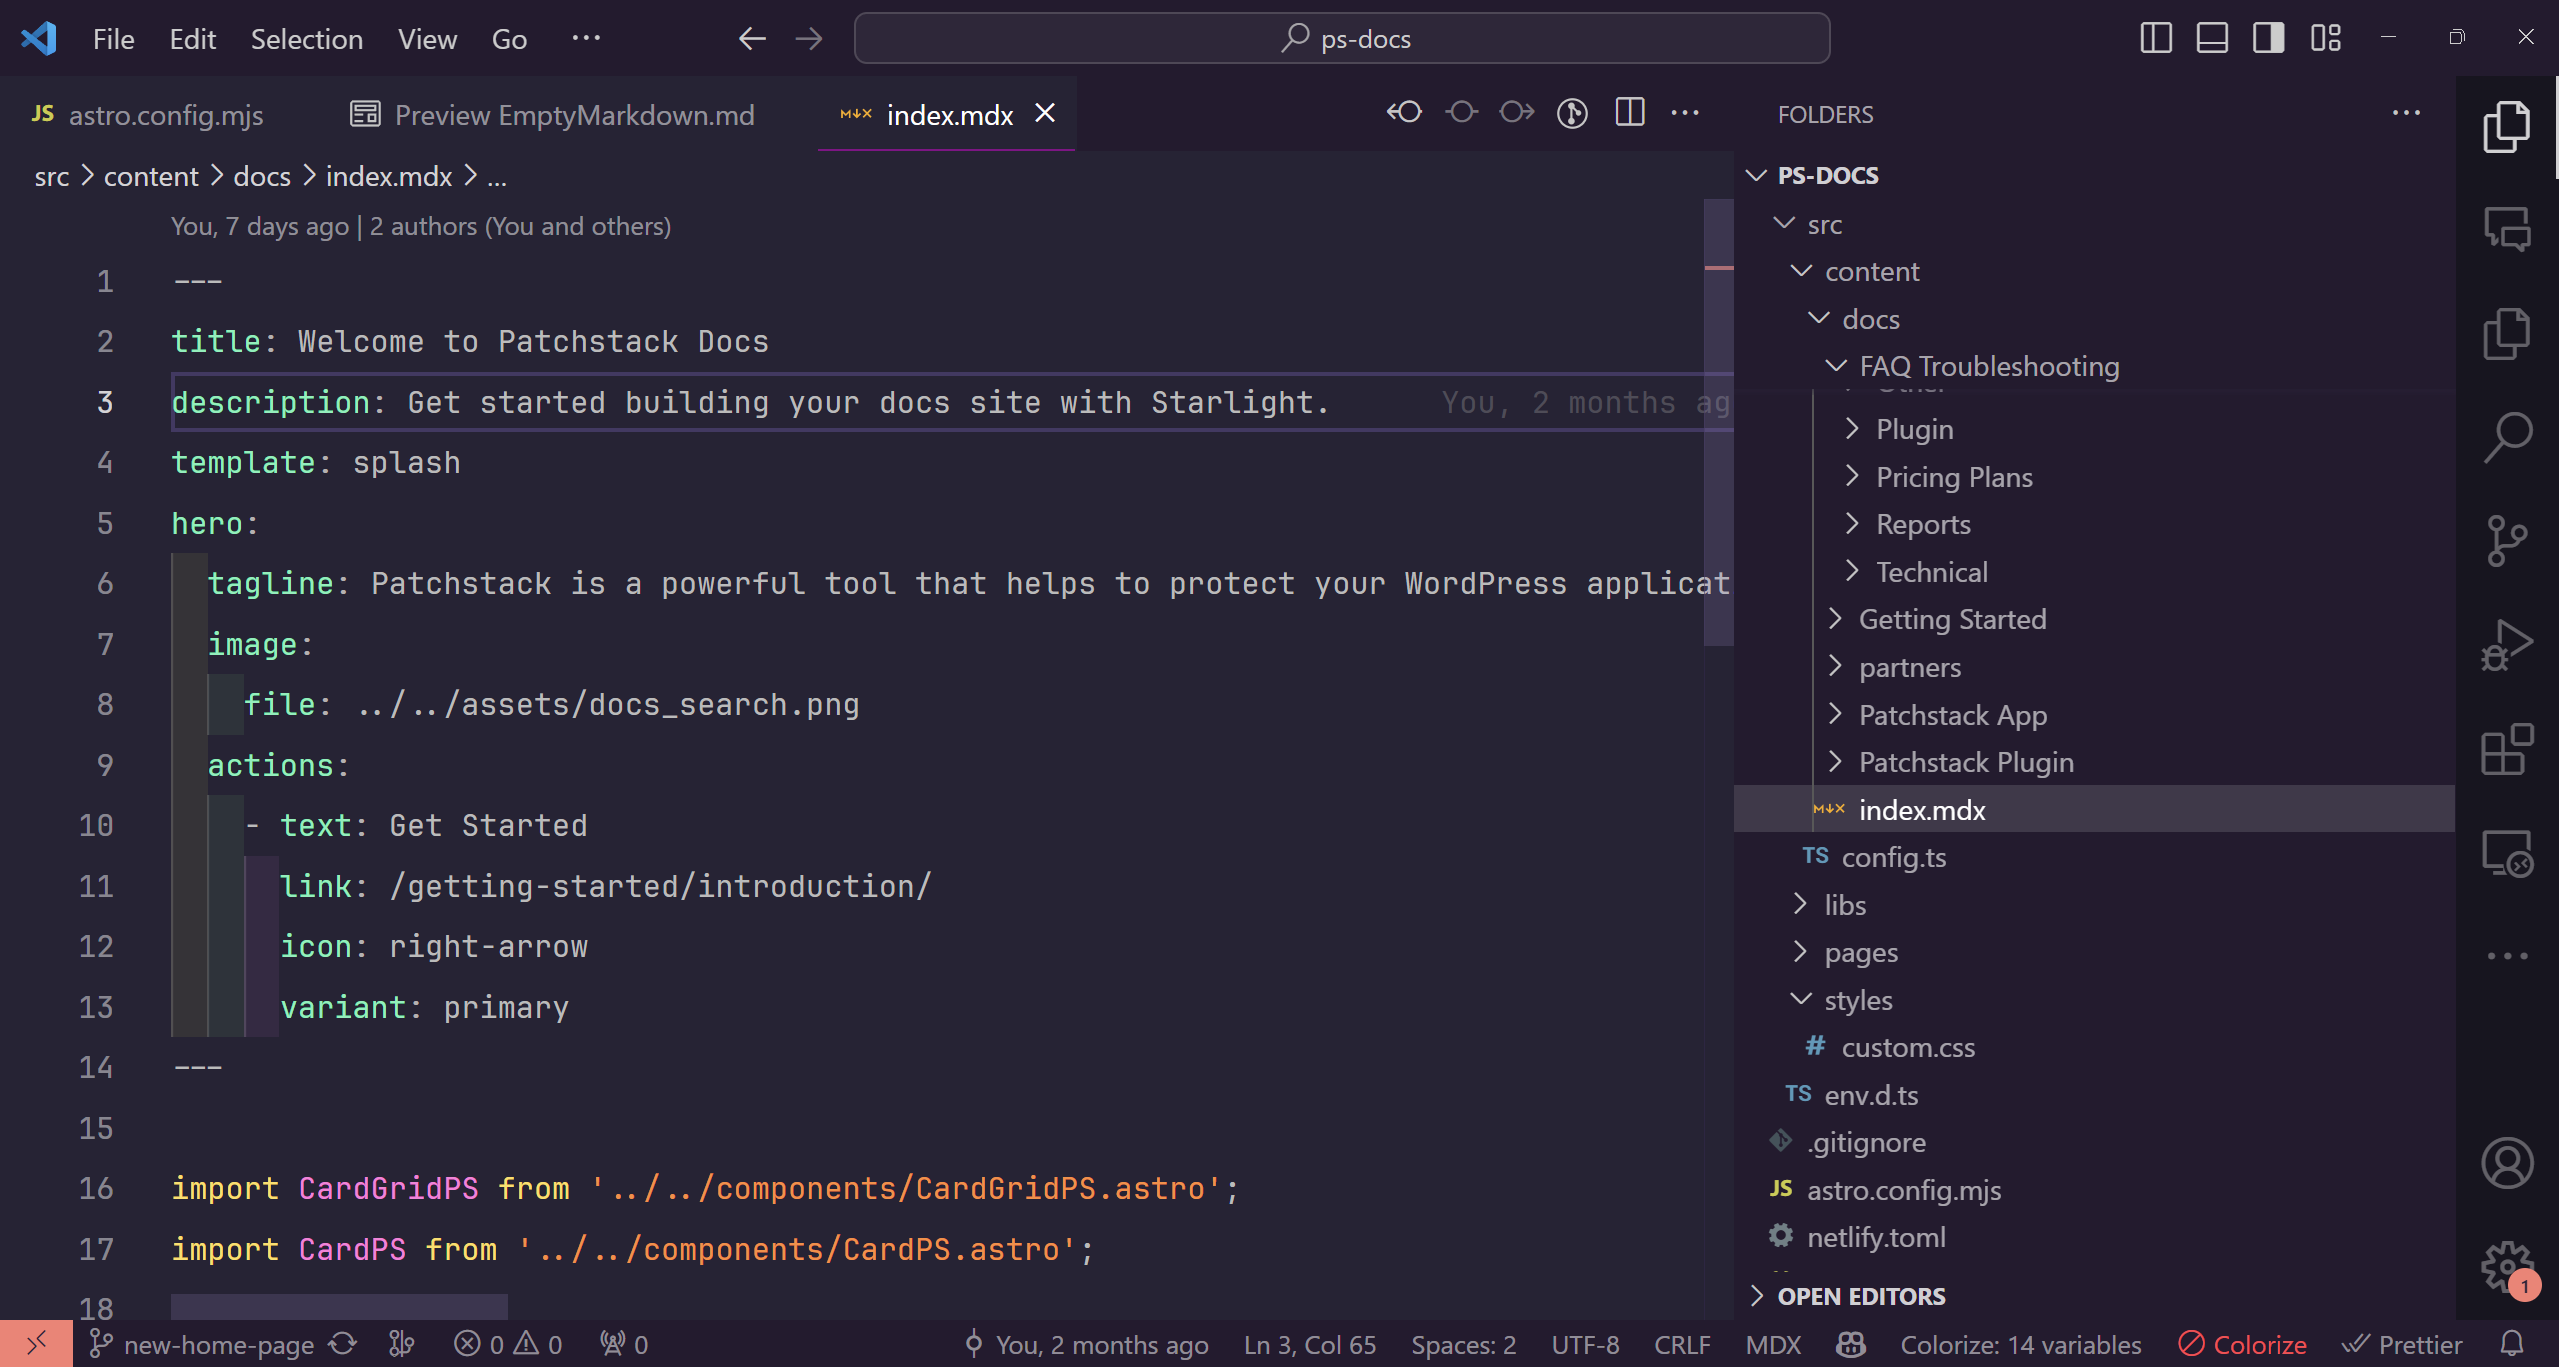 File Edit Selection View Go ··· ps-docs
JS astro.config.mjs Preview EmptyMarkdown.md index.mdx
src > content > docs > index.mdx > ...
You, 7 days ago | 2 authors (You and others)
1 ---
2 title: Welcome to Patchstack Docs
3 description: Get started building your docs site with Starlight. You, 2 months ag
4 template: splash
5 hero:
6 tagline: Patchstack is a powerful tool that helps to protect your WordPress applicat
7 image:
8 file: ../../assets/docs_search.png
9 actions:
10 - text: Get Started
11 link: /getting-started/introduction/
12 icon: right-arrow
13 variant: primary
14 ---
15
16 import CardGridPS from '../../components/CardGridPS.astro';
17 import CardPS from '../../components/CardPS.astro';
18
FOLDERS
PS-DOCS
src
content
docs
FAQ Troubleshooting
Other
Plugin
Pricing Plans
Reports
Technical
Getting Started
partners
Patchstack App
Patchstack Plugin
index.mdx
TS config.ts
libs
pages
styles
# custom.css
TS env.d.ts
.gitignore
JS astro.config.mjs
netlify.toml
OPEN EDITORS
1
new-home-page 0 0 0 You, 2 months ago Ln 3, Col 65 Spaces: 2 UTF-8 CRLF MDX Colorize: 14 variables Colorize Prettier